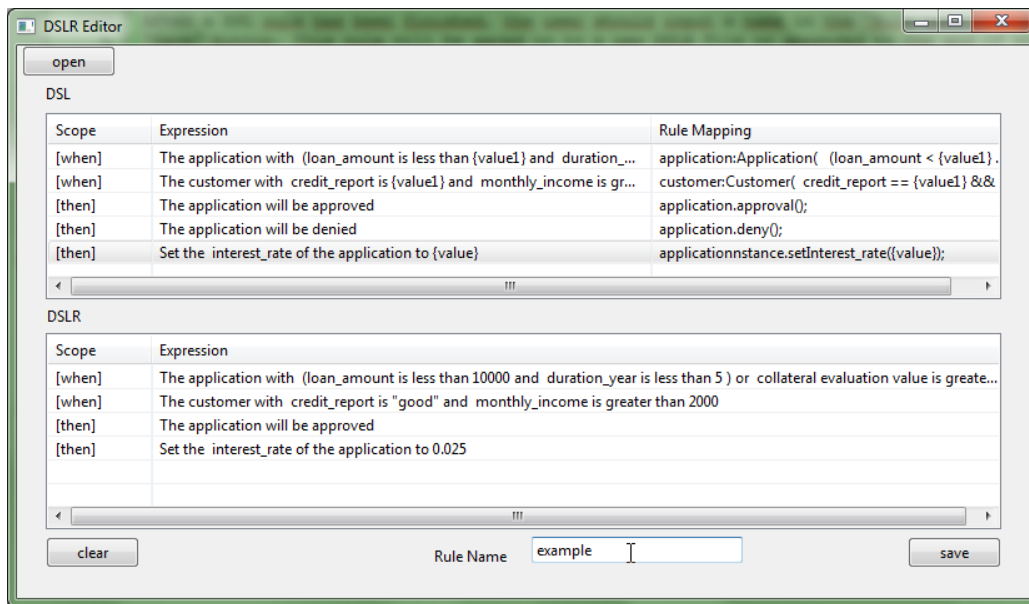 DSLR Editor
open
DSL
Scope Expression Rule Mapping
[when] The application with (loan_amount is less than {value1} and duration_... application:Application( (loan_amount < {value1} .
[when] The customer with credit_report is {value1} and monthly_income is gr... customer:Customer( credit_report == {value1} &&
[then] The application will be approved application.approval();
[then] The application will be denied application.deny();
[then] Set the interest_rate of the application to {value} applicationnstance.setInterest_rate({value});
DSLR
Scope Expression
[when] The application with (loan_amount is less than 10000 and duration_year is less than 5 ) or collateral evaluation value is greate...
[when] The customer with credit_report is "good" and monthly_income is greater than 2000
[then] The application will be approved
[then] Set the interest_rate of the application to 0.025
clear Rule Name example save